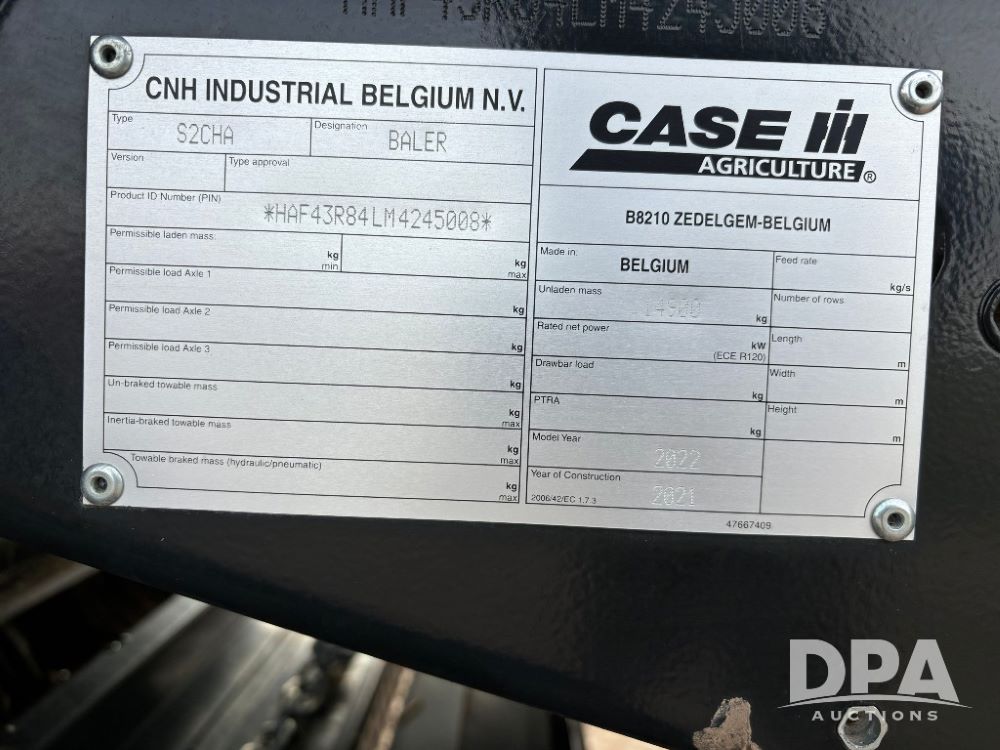 CNH INDUSTRIAL BELGIUM N.V.
Type S2CHA
Designation BALER
Version
Type approval
Product ID Number (PIN)
*HAF43R84LM4245008*
Permissible laden mass kg min kg max
Permissible load Axle 1 kg
Permissible load Axle 2 kg
Permissible load Axle 3 kg
Un-braked towable mass kg max
Inertia-braked towable mass kg max
Towable braked mass (hydraulic/pneumatic) kg max
CASE IH
AGRICULTURE ®
B8210 ZEDELGEM-BELGIUM
Made in BELGIUM
Feed rate kg/s
Unladen mass kg
Number of rows
Rated net power kW (ECE R120)
Length m
Drawbar load kg
Width m
PTRA kg
Height m
Model Year 2022
Year of Construction 2021
2006/42/EC 1.7.3
47667409
DPA
AUCTIONS